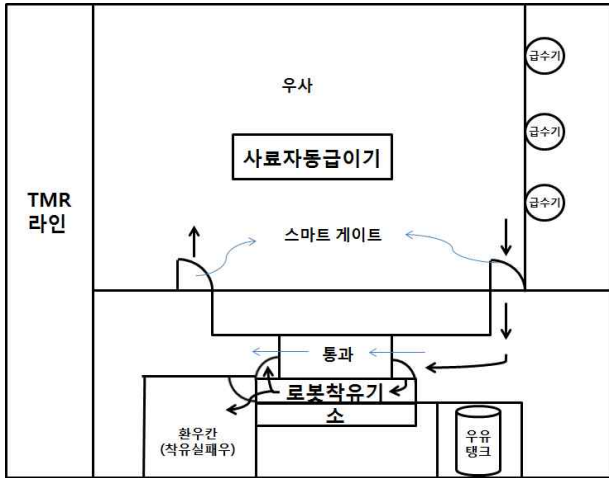 우사
급수기
급수기
급수기
사료자동급이기
TMR
라인
스마트 게이트
통과
로봇착유기
소
환우칸
(착유실패우)
우유
탱크